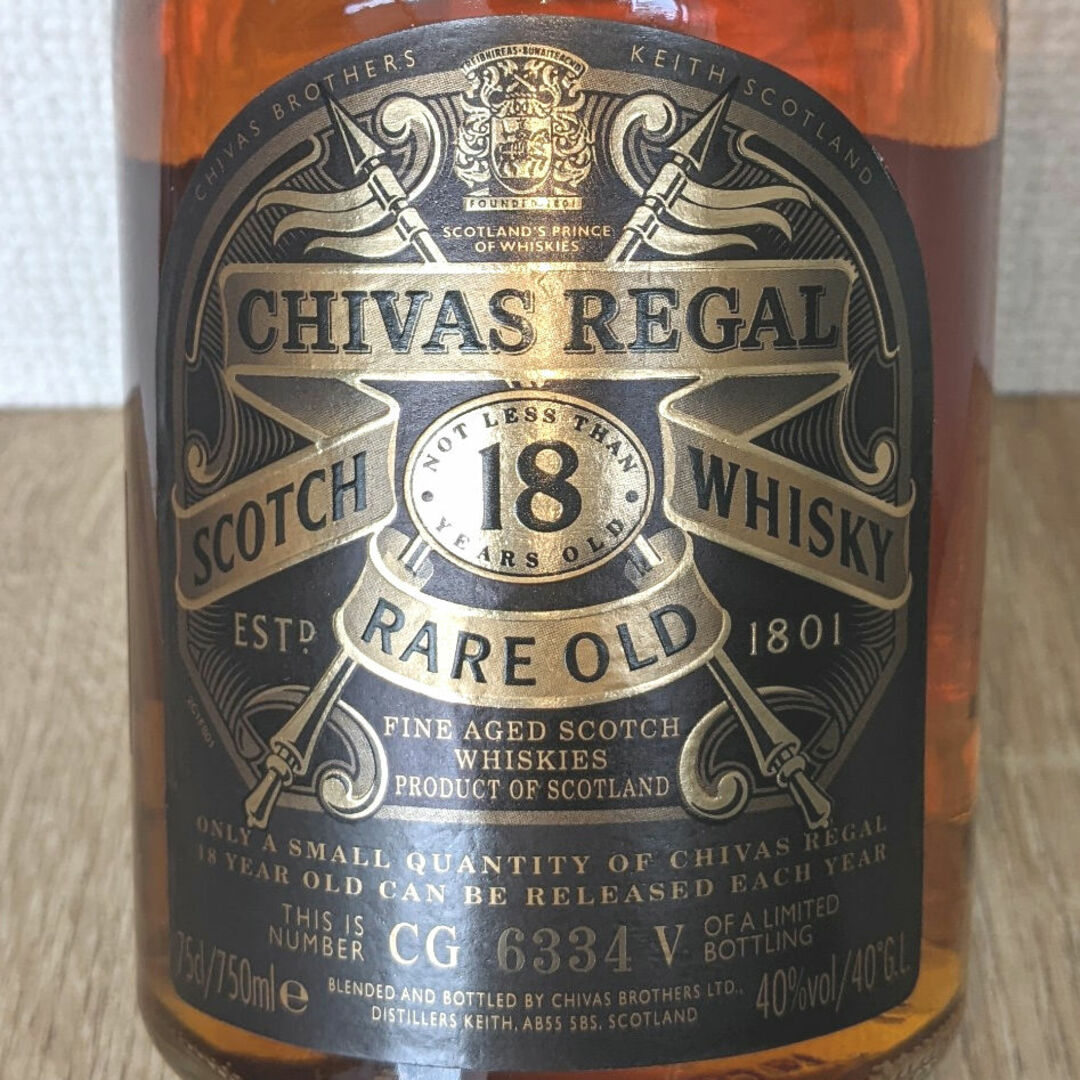 CHIVAS BROTHERS KEITH SCOTLAND
FOUNDED 1801
SCOTLAND'S PRINCE
OF WHISKIES
CHIVAS REGAL
NOT LESS THAN
18
YEARS OLD
SCOTCH WHISKY
RARE OLD
ESTD 1801
FINE AGED SCOTCH
WHISKIES
PRODUCT OF SCOTLAND
ONLY A SMALL QUANTITY OF CHIVAS REGAL
18 YEAR OLD CAN BE RELEASED EACH YEAR
THIS IS
NUMBER
CG 6334 V
OF A LIMITED
BOTTLING
75cl/750ml e
BLENDED AND BOTTLED BY CHIVAS BROTHERS LTD.,
DISTILLERS KEITH, AB55 5BS, SCOTLAND
40%vol/40°G.L